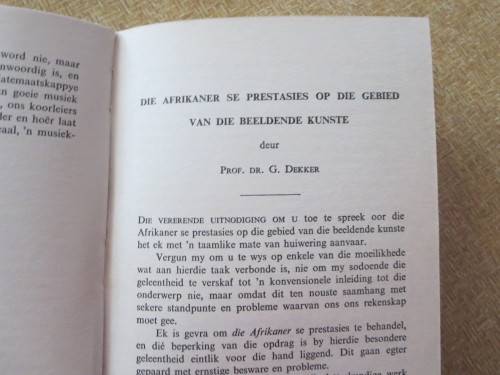 word nie, maar
nwoordig is, en
atemaatskappye
n goeie musiek
, ons koorleiers
der en hoër laat
raal, 'n musiek-
DIE AFRIKANER SE PRESTASIES OP DIE GEBIED
VAN DIE BEELDENDE KUNSTE
deur
PROF. DR. G. DEKKER
DIE VERERENDE UITNODIGING OM U toe te spreek oor die
Afrikaner se prestasies op die gebied van die beeldende kunste
het ek met 'n taamlike mate van huiwering aanvaar.
Vergun my om u te wys op enkele van die moeilikhede
wat aan hierdie taak verbonde is, nie om my sodoende die
geleentheid te verskaf tot 'n konvensionele inleiding tot die
onderwerp nie, maar omdat dit ten nouste saamhang met
sekere standpunte en probleme waarvan ons ons rekenskap
moet gee.
Ek is gevra om die Afrikaner se prestasies te behandel,
en dié beperking van die opdrag is by hierdie besondere
geleentheid eintlik voor die hand liggend. Dit gaan egter
gepaard met ernstige besware en probleme.